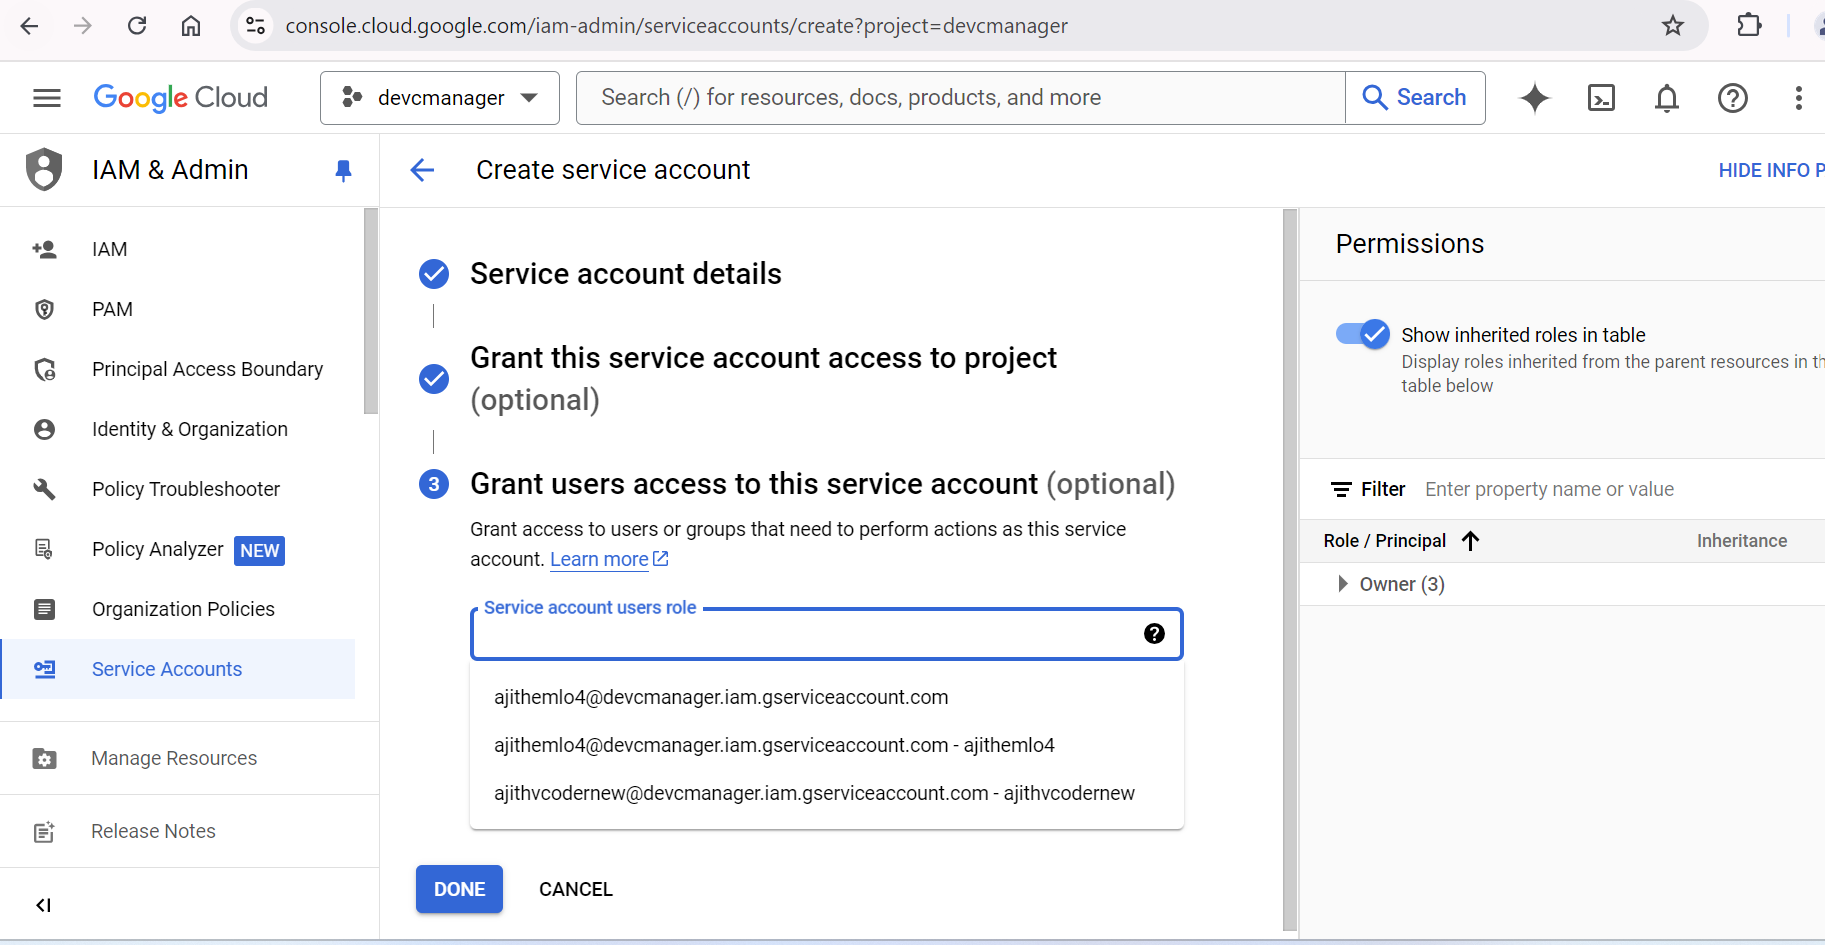 console.cloud.google.com/iam-admin/serviceaccounts/create?project=devcmanager
Google Cloud
devcmanager
Search (/) for resources, docs, products, and more
Search
IAM & Admin
Create service account
HIDE INFO P
IAM
PAM
Principal Access Boundary
Identity & Organization
Policy Troubleshooter
Policy Analyzer NEW
Organization Policies
Service Accounts
Manage Resources
Release Notes
Service account details
Grant this service account access to project
(optional)
3
Grant users access to this service account (optional)
Grant access to users or groups that need to perform actions as this service
account. Learn more
Service account users role
ajithemlo4@devcmanager.iam.gserviceaccount.com
ajithemlo4@devcmanager.iam.gserviceaccount.com - ajithemlo4
ajithvcodernew@devcmanager.iam.gserviceaccount.com - ajithvcodernew
DONE
CANCEL
Permissions
Show inherited roles in table
Display roles inherited from the parent resources in th
table below
Filter Enter property name or value
Role / Principal
Inheritance
Owner (3)